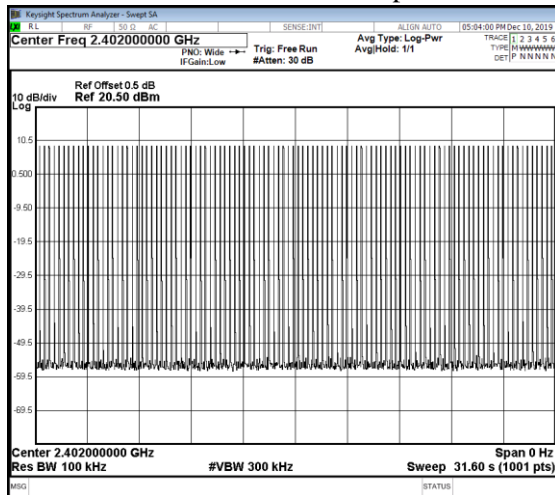 Keysight Spectrum Analyzer - Swept SA
RL RF 50 Ω AC SENSE:INT ALIGN AUTO 05:04:00 PM Dec 10, 2019
Center Freq 2.402000000 GHz
PNO: Wide
IFGain:Low
Trig: Free Run
#Atten: 30 dB
Avg Type: Log-Pwr
Avg|Hold: 1/1
TRACE 1 2 3 4 5 6
TYPE M WWWWW
DET P N N N N N
Ref Offset 0.5 dB
10 dB/div Ref 20.50 dBm
Log
10.5
0.500
-9.50
-19.5
-29.5
-39.5
-49.5
-59.5
-69.5
Center 2.402000000 GHz Span 0 Hz
Res BW 100 kHz #VBW 300 kHz Sweep 31.60 s (1001 pts)
MSG STATUS